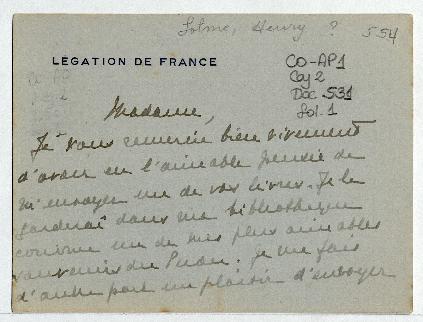 Solme, Henry ? 554
LÉGATION DE FRANCE
CO-AP1
Caj 2
Doc. 531
fol. 1
Madame,
Je vous remercie bien vivement
d'avoir eu l'aimable pensée de
m'envoyer un de vos livres. Je le
garderai dans ma bibliothèque
comme un de mes plus aimables
souvenirs du Pérou. Je me fais
d'autre part un plaisir d'envoyer